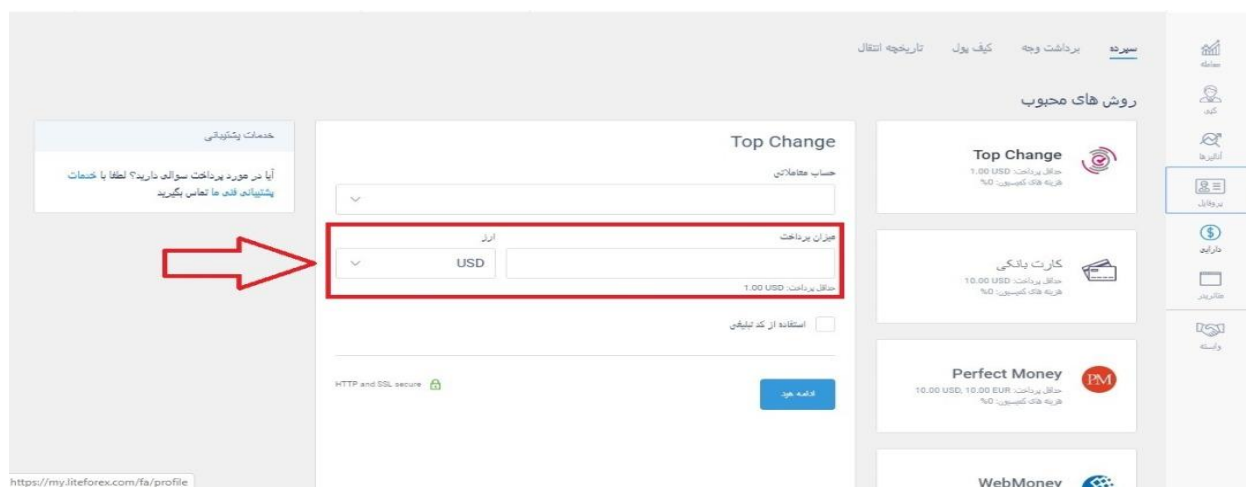 سپرده
برداشت وجه
کیف پول
تاریخچه انتقال
روش های محبوب
Top Change
حداقل پرداخت: 1.00 USD
هزینه های کمیسیون: 0%
کارت بانکی
حداقل پرداخت: 10.00 USD
هزینه های کمیسیون: 0%
Perfect Money
حداقل پرداخت: 10.00 USD, 10.00 EUR
هزینه های کمیسیون: 0%
WebMoney
Top Change
حساب معاملاتی
میزان پرداخت
ارز
USD
حداقل پرداخت: 1.00 USD
استفاده از کد تبلیغی
HTTP and SSL secure
ادامه
خدمات پشتیبانی
آیا در مورد پرداخت سوالی دارید؟ لطفا با خدمات
پشتیبانی فنی ما تماس بگیرید
معامله
کپی
آنالیزها
پروفایل
دارایی
متاتریدر
وابسته
PM
https://my.liteforex.com/fa/profile